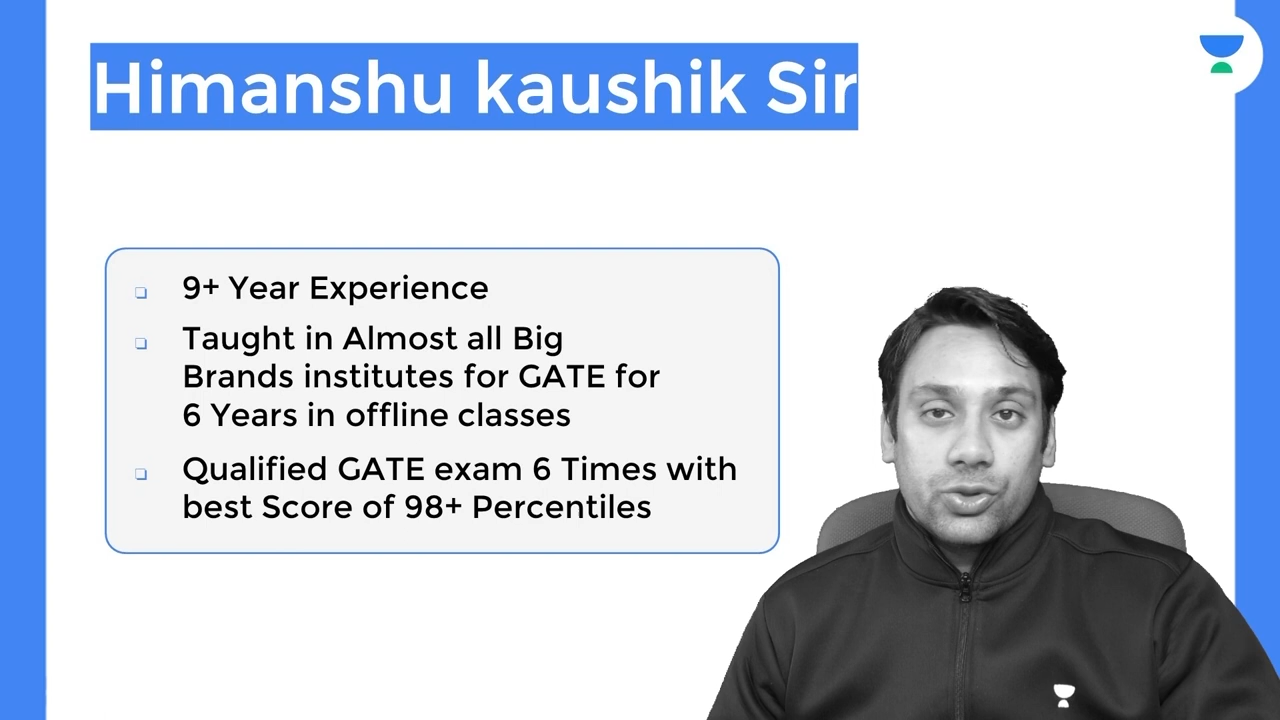 Himanshu kaushik Sir
9+ Year Experience
Taught in Almost all Big
Brands institutes for GATE for
6 Years in offline classes
Qualified GATE exam 6 Times with
best Score of 98+ Percentiles